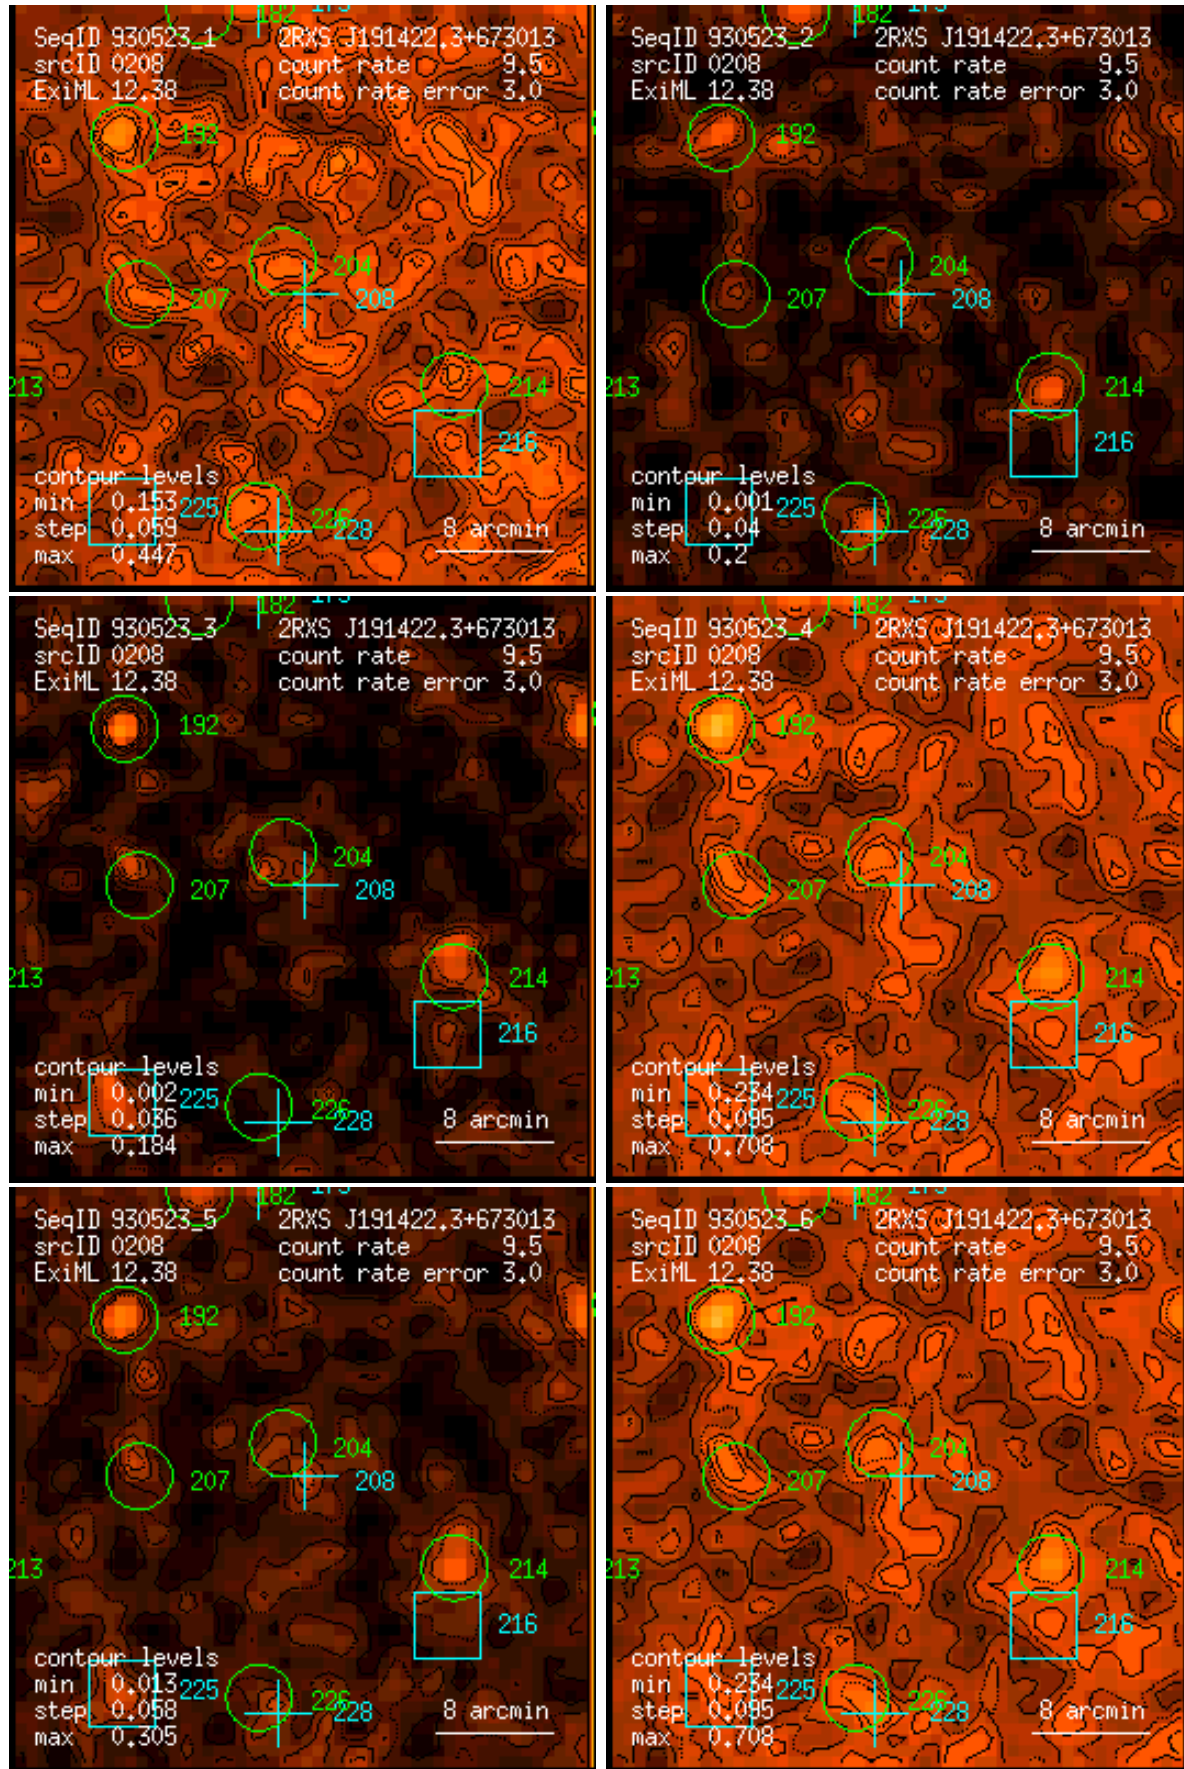 182 173
SeqID 930523_1 2RXS J191422.3+673013
srcID 0208 count rate 9.5
ExiML 12.38 count rate error 3.0
192
204
207 208
213 214
216
contour levels
min 0.153 225
step 0.059 226 228 8 arcmin
max 0.447
182 173
SeqID 930523_2 2RXS J191422.3+673013
srcID 0208 count rate 9.5
ExiML 12.38 count rate error 3.0
192
204
207 208
214
216
contour levels
min 0.001 225
step 0.04 226 228 8 arcmin
max 0.2
182 173
SeqID 930523_3 2RXS J191422.3+673013
srcID 0208 count rate 9.5
ExiML 12.38 count rate error 3.0
192
204
207 208
213 214
216
contour levels
min 0.002 225
step 0.036 226 228 8 arcmin
max 0.184
182 173
SeqID 930523_4 2RXS J191422.3+673013
srcID 0208 count rate 9.5
ExiML 12.38 count rate error 3.0
192
204
207 208
214
216
contour levels
min 0.234 225
step 0.095 226 228 8 arcmin
max 0.708
182 173
SeqID 930523_5 2RXS J191422.3+673013
srcID 0208 count rate 9.5
ExiML 12.38 count rate error 3.0
192
204
207 208
213 214
216
contour levels
min 0.013 225
step 0.058 226 228 8 arcmin
max 0.305
182 173
SeqID 930523_6 2RXS J191422.3+673013
srcID 0208 count rate 9.5
ExiML 12.38 count rate error 3.0
192
204
207 208
214
216
contour levels
min 0.234 225
step 0.095 226 228 8 arcmin
max 0.708